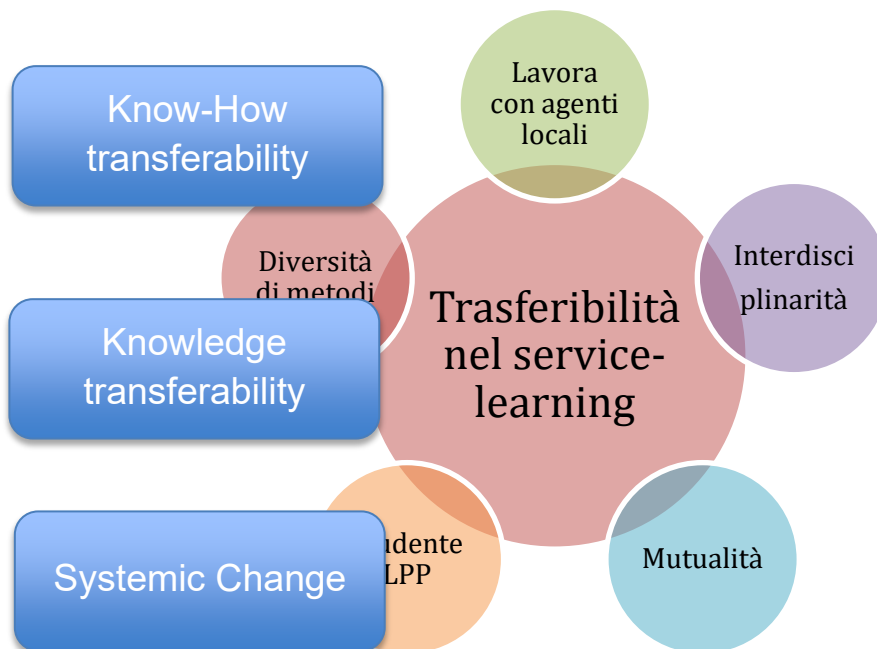 Know-How
transferability
Lavora
con agenti
locali
Diversità
di metodi
Interdisci
plinarità
Trasferibilità
nel service-
learning
Knowledge
transferability
Systemic Change
LPP
Mutualità